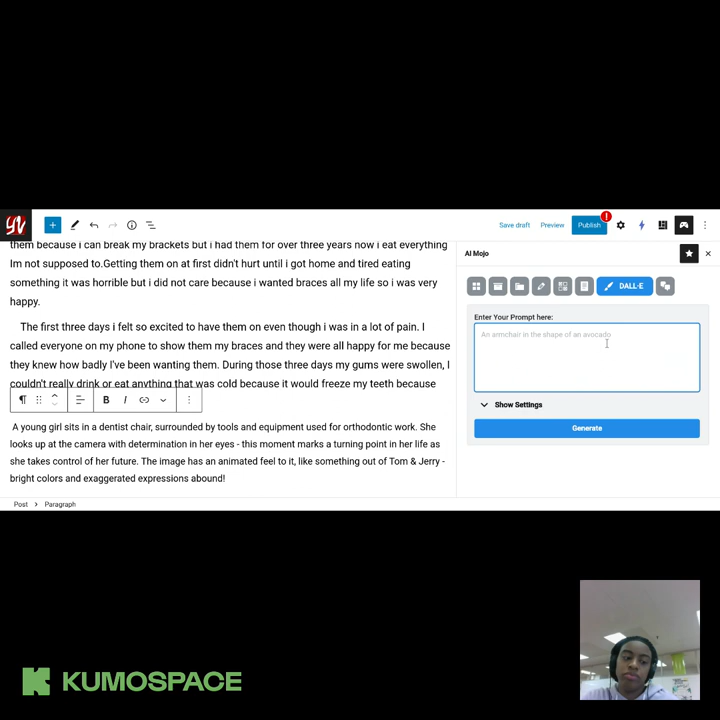 yv
Save draft
Preview
Publish
!
them because i can break my brackets but i had them for over three years now i eat everything
Im not supposed to.Getting them on at first didn't hurt until i got home and tired eating
something it was horrible but i did not care because i wanted braces all my life so i was very
happy.
The first three days i felt so excited to have them on even though i was in a lot of pain. I
called everyone on my phone to show them my braces and they were all happy for me because
they knew how badly I've been wanting them. During those three days my gums were swollen, I
couldn't really drink or eat anything that was cold because it would freeze my teeth because
B I
A young girl sits in a dentist chair, surrounded by tools and equipment used for orthodontic work. She
looks up at the camera with determination in her eyes - this moment marks a turning point in her life as
she takes control of her future. The image has an animated feel to it, like something out of Tom & Jerry -
bright colors and exaggerated expressions abound!
Post > Paragraph
AI Mojo
DALL·E
Enter Your Prompt here:
An armchair in the shape of an avocado
Show Settings
Generate
KUMOSPACE